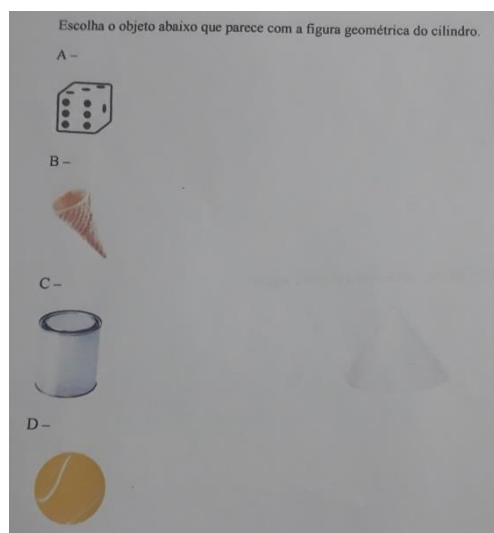 Escolha o objeto abaixo que parece com a figura geométrica do cilindro.
A –
B –
C –
D –